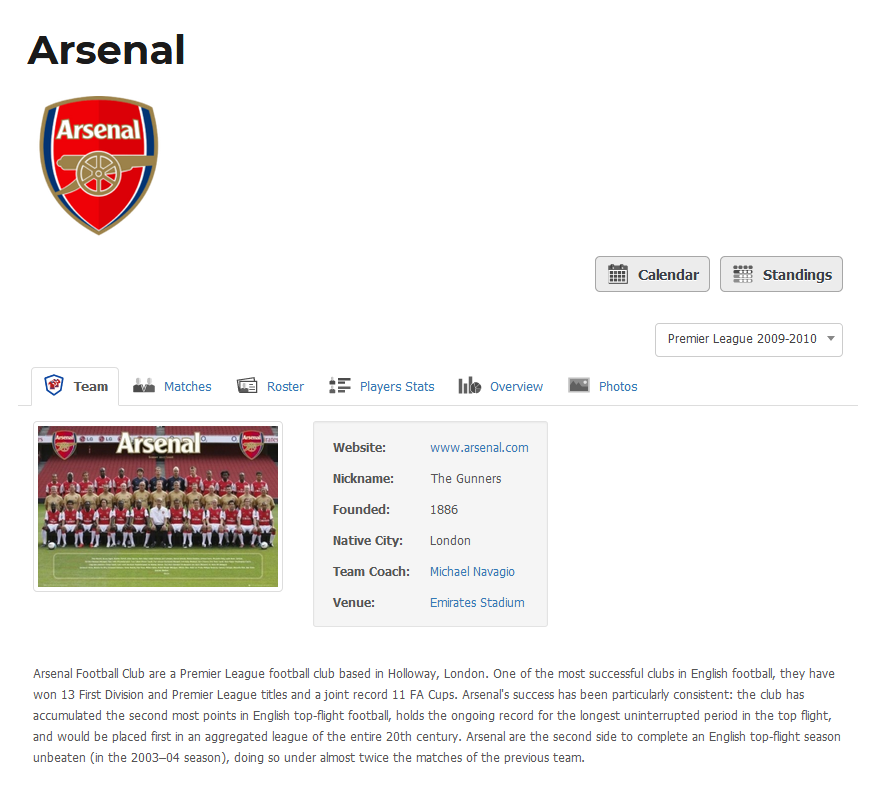 Arsenal
Arsenal
Calendar
Standings
Premier League 2009-2010
Team
Matches
Roster
Players Stats
Overview
Photos
Arsenal
Website: www.arsenal.com
Nickname: The Gunners
Founded: 1886
Native City: London
Team Coach: Michael Navagio
Venue: Emirates Stadium
Arsenal Football Club are a Premier League football club based in Holloway, London. One of the most successful clubs in English football, they have
won 13 First Division and Premier League titles and a joint record 11 FA Cups. Arsenal's success has been particularly consistent: the club has
accumulated the second most points in English top-flight football, holds the ongoing record for the longest uninterrupted period in the top flight,
and would be placed first in an aggregated league of the entire 20th century. Arsenal are the second side to complete an English top-flight season
unbeaten (in the 2003–04 season), doing so under almost twice the matches of the previous team.